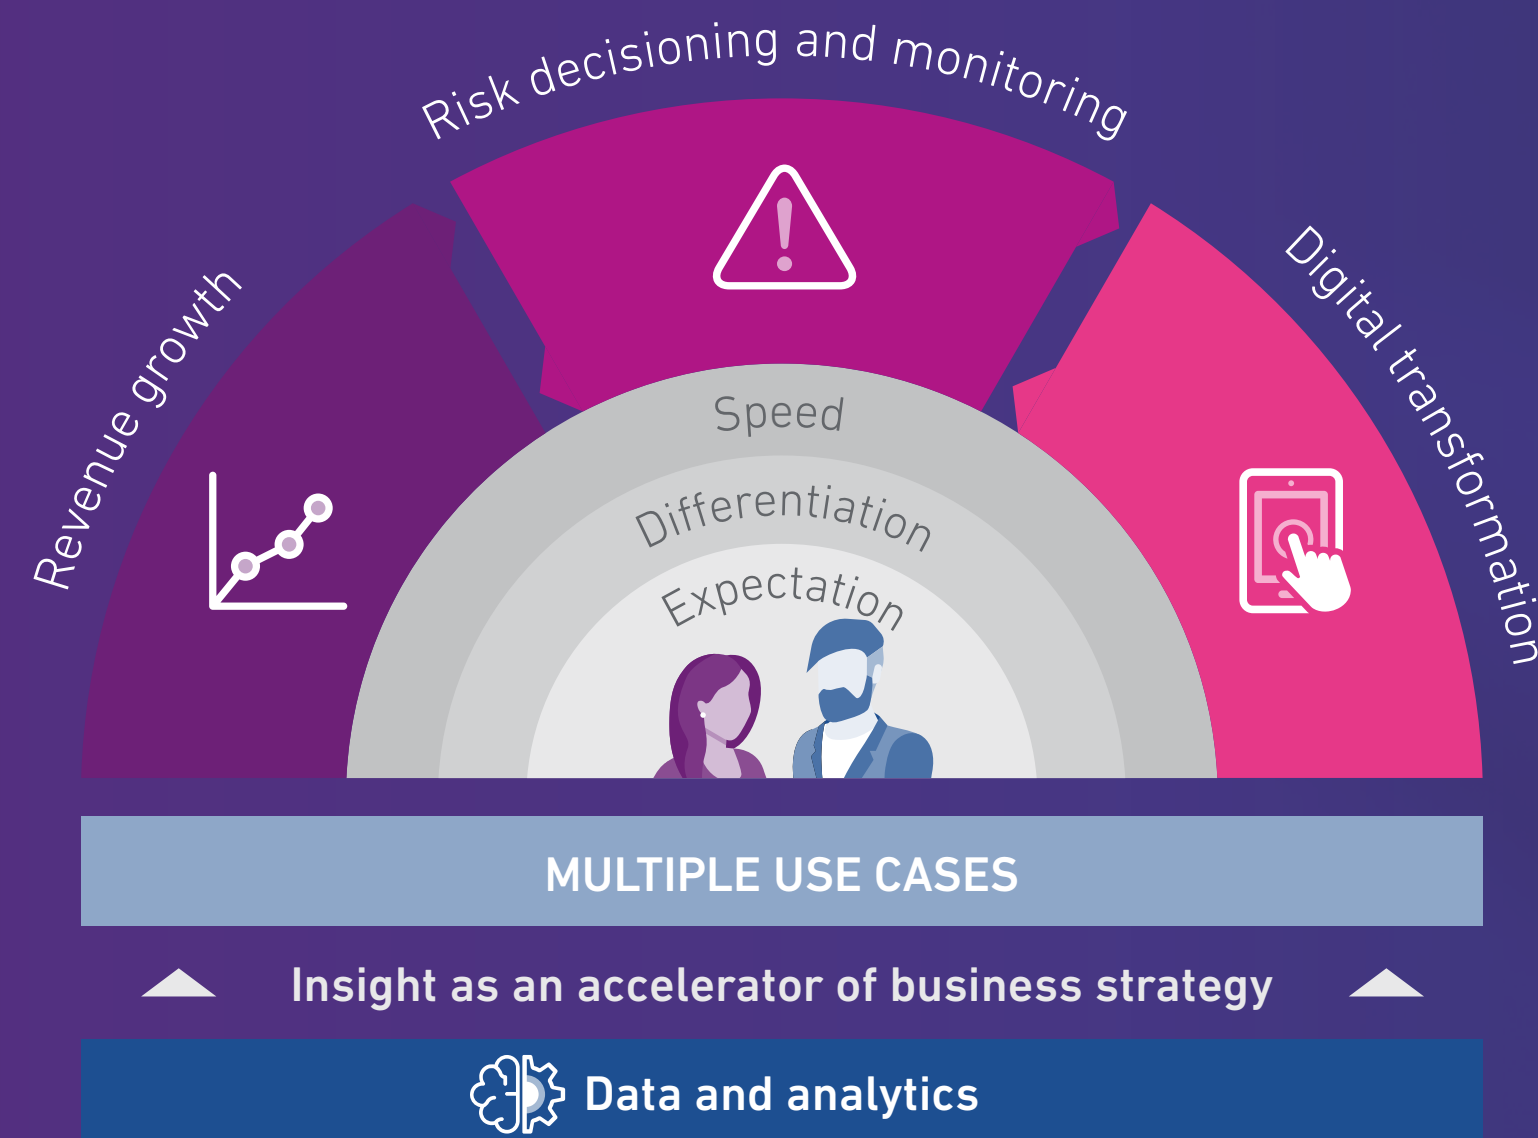 Risk decisioning and monitoring
Revenue growth
Digital transformation
Speed
Differentiation
Expectation
MULTIPLE USE CASES
Insight as an accelerator of business strategy
Data and analytics